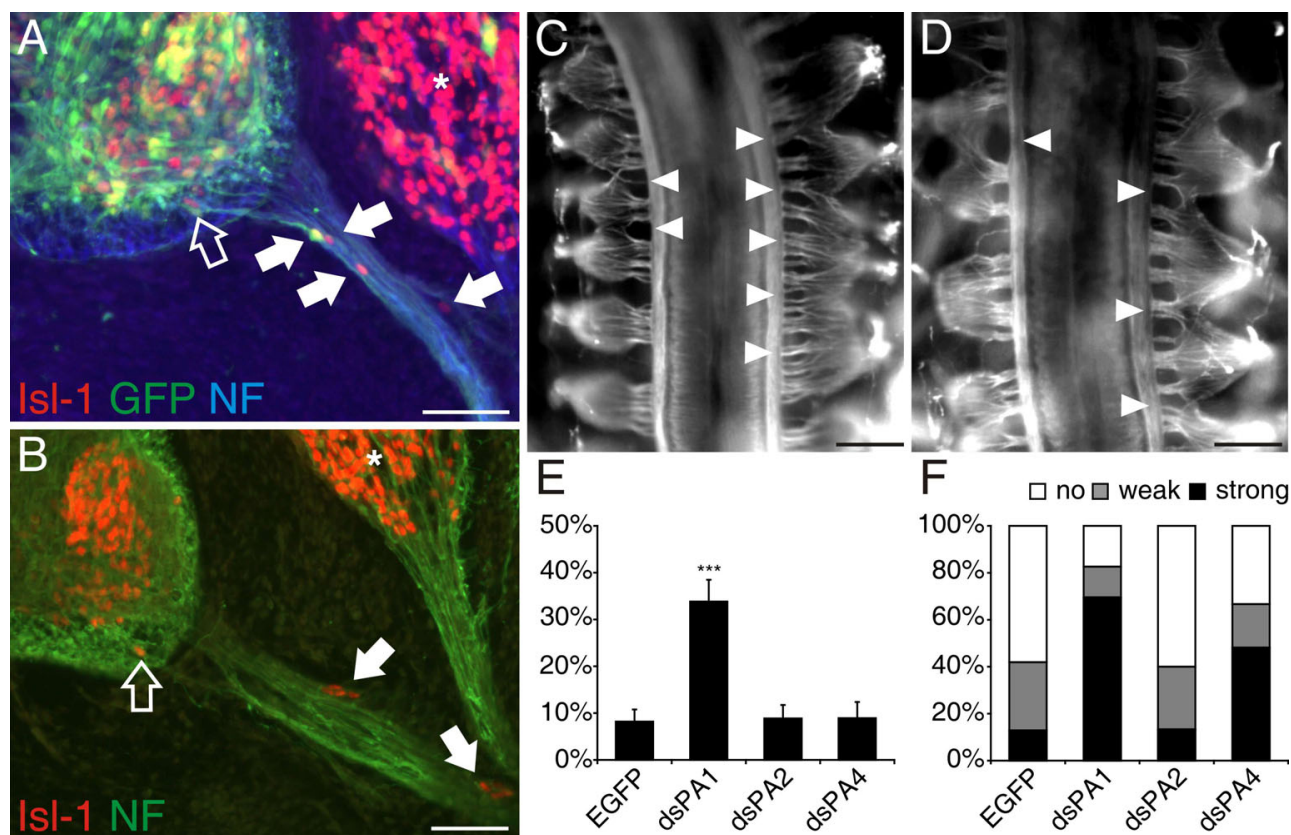 A
*
Isl-1 GFP NF
B
*
Isl-1 NF
C
D
E
50%
40%
30%
20%
10%
0%
***
EGFP
dsPA1
dsPA2
dsPA4
F
no weak strong
100%
80%
60%
40%
20%
0%
EGFP
dsPA1
dsPA2
dsPA4